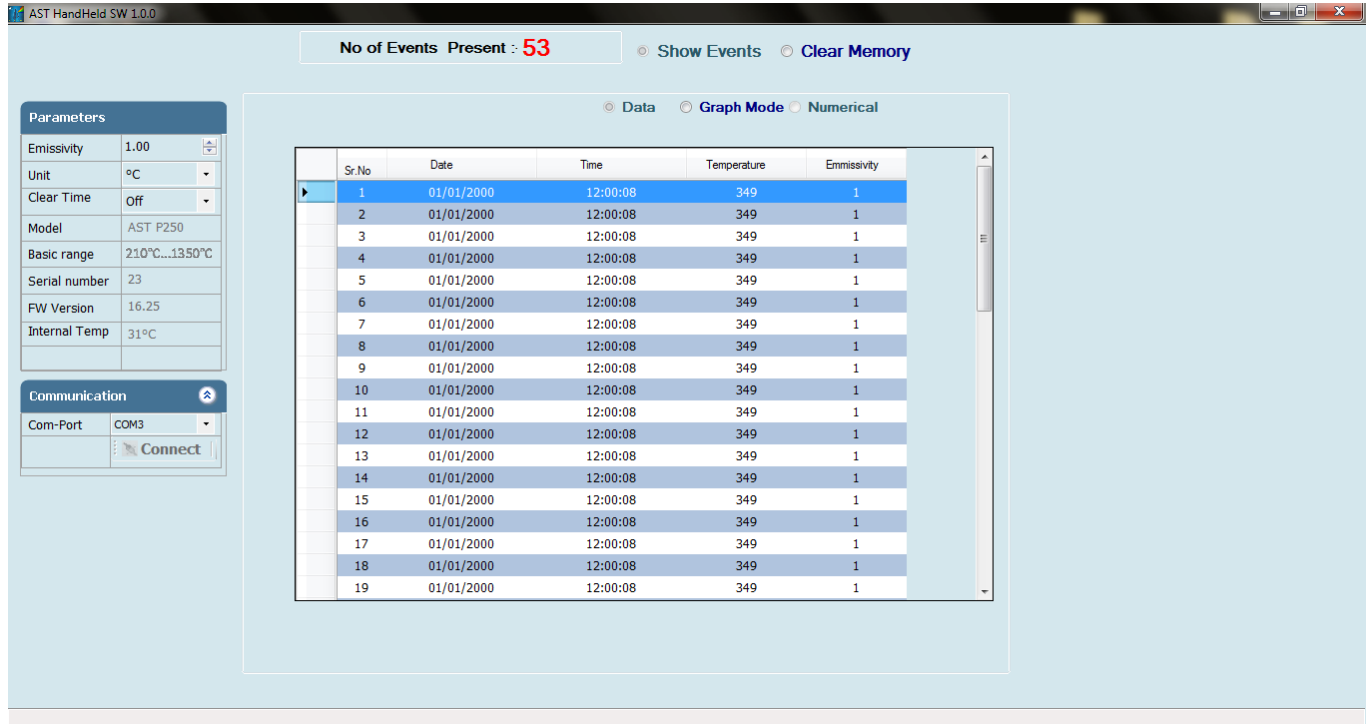 AST HandHeld SW 1.0.0
No of Events Present : 53
Show Events
Clear Memory
Data
Graph Mode
Numerical
Parameters
Emissivity 1.00
Unit °C
Clear Time Off
Model AST P250
Basic range 210°C...1350°C
Serial number 23
FW Version 16.25
Internal Temp 31°C
Communication
Com-Port COM3
Connect
Sr.No Date Time Temperature Emmissivity
1 01/01/2000 12:00:08 349 1
2 01/01/2000 12:00:08 349 1
3 01/01/2000 12:00:08 349 1
4 01/01/2000 12:00:08 349 1
5 01/01/2000 12:00:08 349 1
6 01/01/2000 12:00:08 349 1
7 01/01/2000 12:00:08 349 1
8 01/01/2000 12:00:08 349 1
9 01/01/2000 12:00:08 349 1
10 01/01/2000 12:00:08 349 1
11 01/01/2000 12:00:08 349 1
12 01/01/2000 12:00:08 349 1
13 01/01/2000 12:00:08 349 1
14 01/01/2000 12:00:08 349 1
15 01/01/2000 12:00:08 349 1
16 01/01/2000 12:00:08 349 1
17 01/01/2000 12:00:08 349 1
18 01/01/2000 12:00:08 349 1
19 01/01/2000 12:00:08 349 1